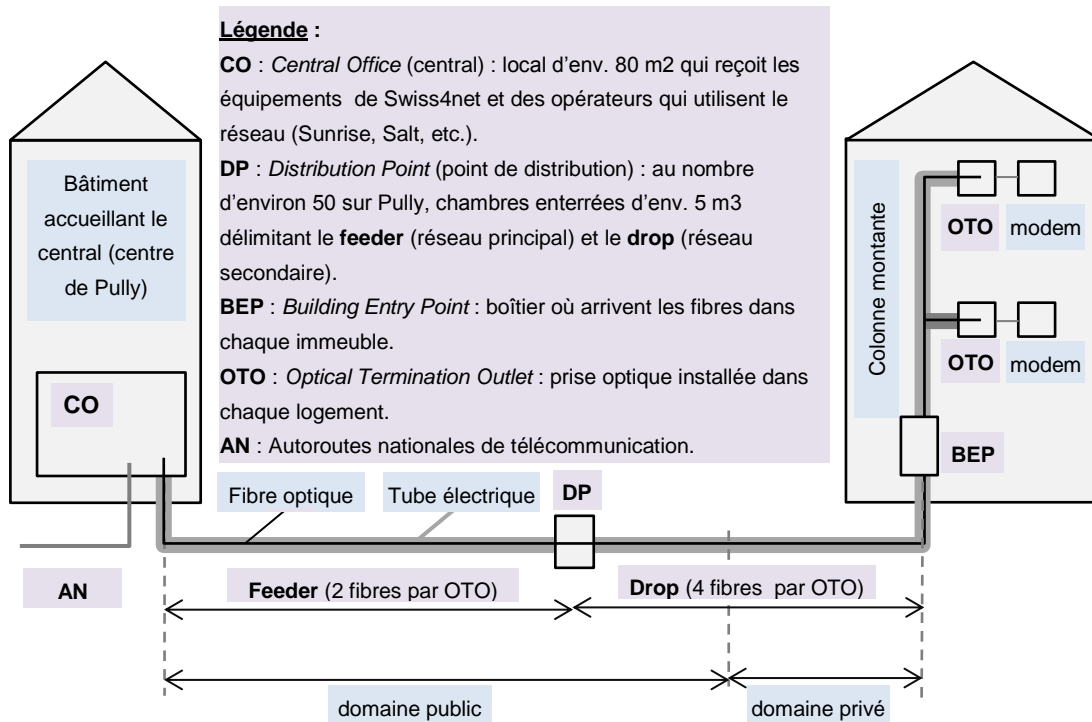 Légende :
CO : Central Office (central) : local d'env. 80 m2 qui reçoit les
équipements de Swiss4net et des opérateurs qui utilisent le
réseau (Sunrise, Salt, etc.).
DP : Distribution Point (point de distribution) : au nombre
d'environ 50 sur Pully, chambres enterrées d'env. 5 m3
délimitant le feeder (réseau principal) et le drop (réseau
secondaire).
BEP : Building Entry Point : boîtier où arrivent les fibres dans
chaque immeuble.
OTO : Optical Termination Outlet : prise optique installée dans
chaque logement.
AN : Autoroutes nationales de télécommunication.
Bâtiment
accueillant le
central (centre
de Pully)
CO
OTO modem
Colonne montante
OTO modem
BEP
Fibre optique
Tube électrique
DP
AN
Feeder (2 fibres par OTO)
Drop (4 fibres par OTO)
domaine public
domaine privé